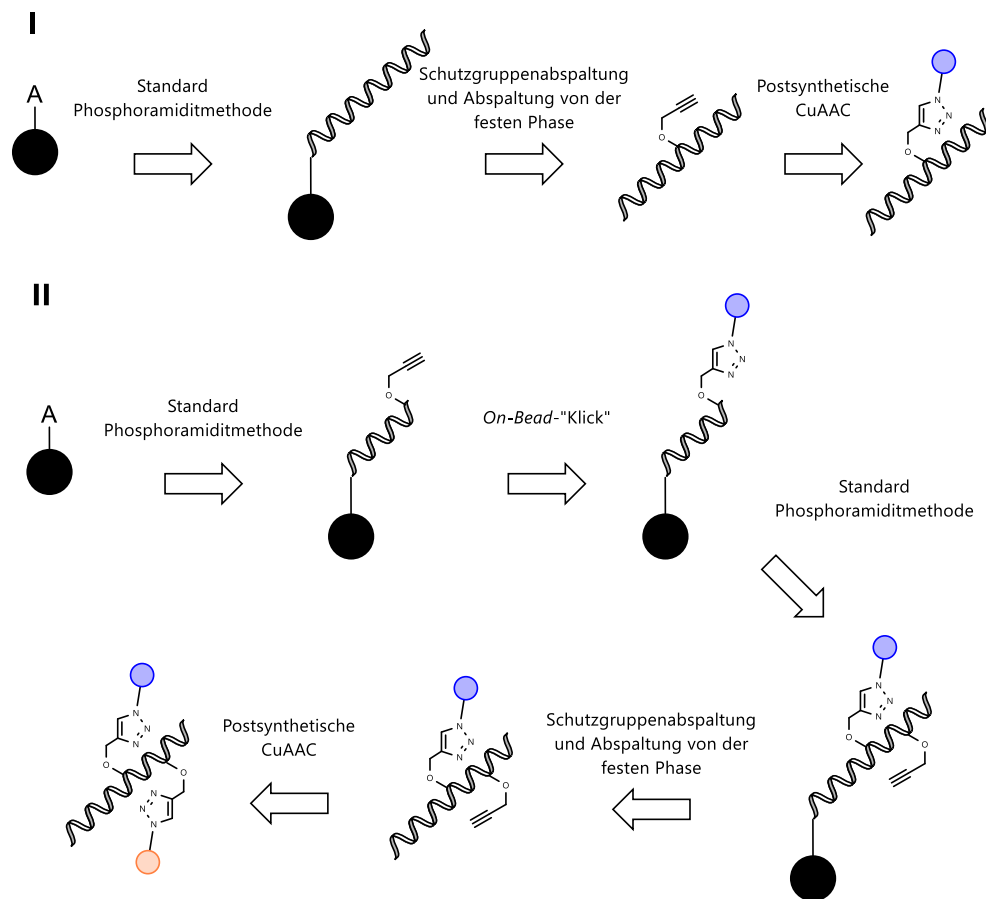 I
A
Standard
Phosphoramiditmethode
Schutzgruppenabspaltung
und Abspaltung von der
festen Phase
O
Postsynthetische
CuAAC
N
N
N
O
II
A
Standard
Phosphoramiditmethode
O
On-Bead-"Klick"
N
N
N
O
Standard
Phosphoramiditmethode
N
N
N
O
O
Schutzgruppenabspaltung
und Abspaltung von der
festen Phase
N
N
N
O
O
Postsynthetische
CuAAC
N
N
N
O
O
N
N
N